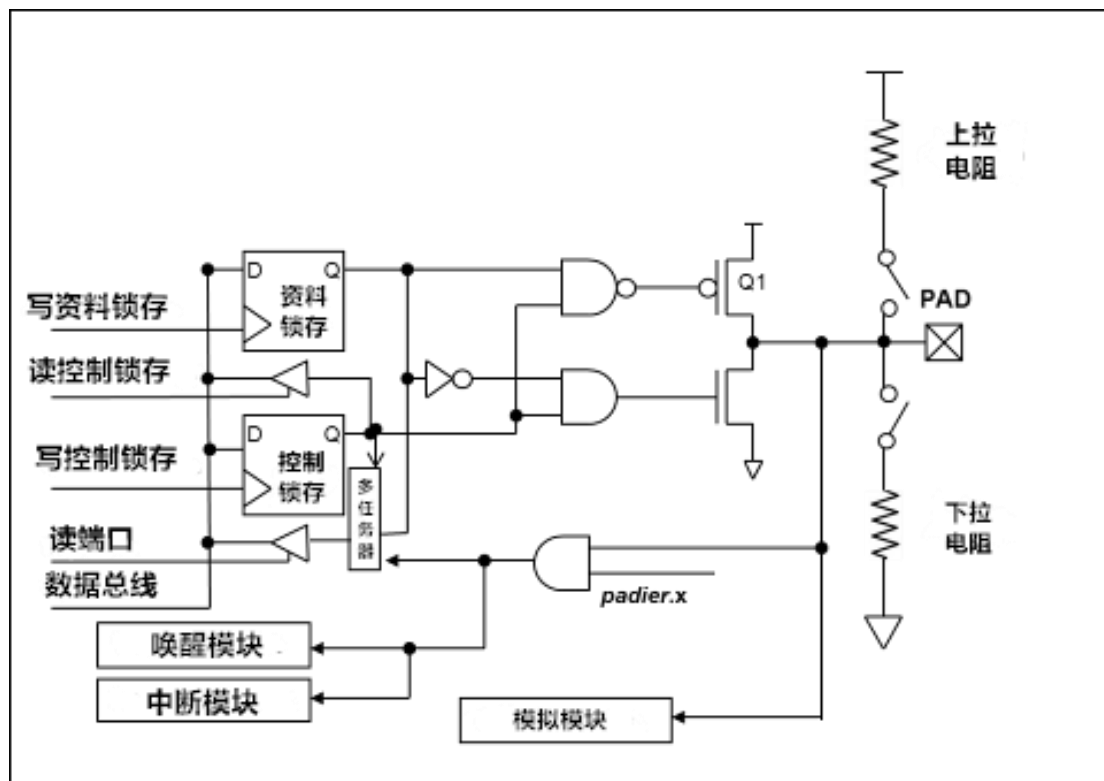 上拉
电阻
D
Q
资料
锁存
写资料锁存
Q1
PAD
读控制锁存
D
Q
控制
锁存
写控制锁存
多
任
务
器
读端口
下拉
电阻
数据总线
padier.x
唤醒模块
中断模块
模拟模块